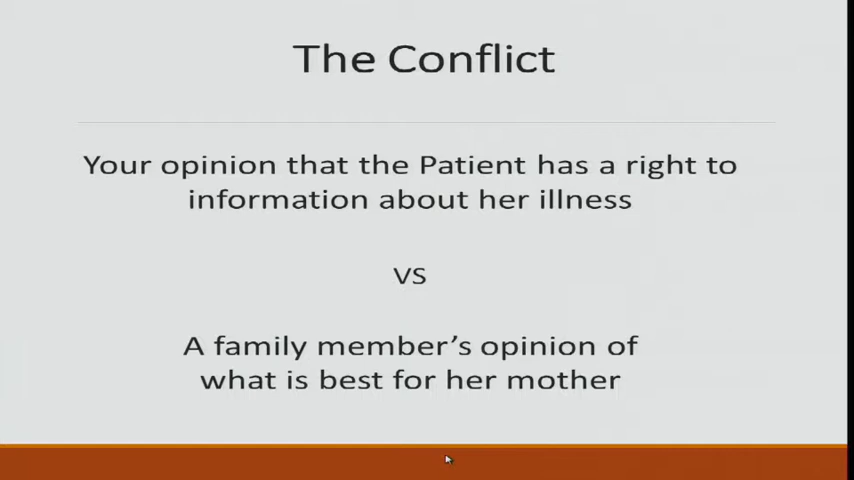 The Conflict
Your opinion that the Patient has a right to
information about her illness
vs
A family member’s opinion of
what is best for her mother